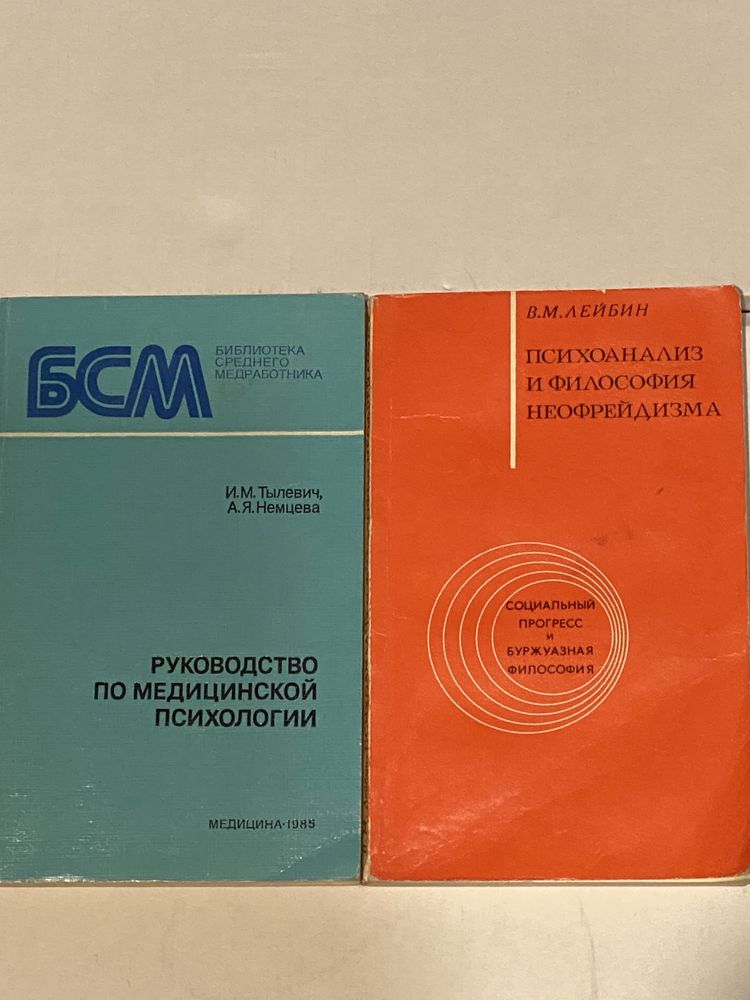 БСМ
БИБЛИОТЕКА
СРЕДНЕГО
МЕДРАБОТНИКА
И.М.Тылевич,
А.Я.Немцева
РУКОВОДСТВО
ПО МЕДИЦИНСКОЙ
ПСИХОЛОГИИ
МЕДИЦИНА·1985
В.М.ЛЕЙБИН
ПСИХОАНАЛИЗ
И ФИЛОСОФИЯ
НЕОФРЕЙДИЗМА
СОЦИАЛЬНЫЙ
ПРОГРЕСС
И
БУРЖУАЗНАЯ
ФИЛОСОФИЯ